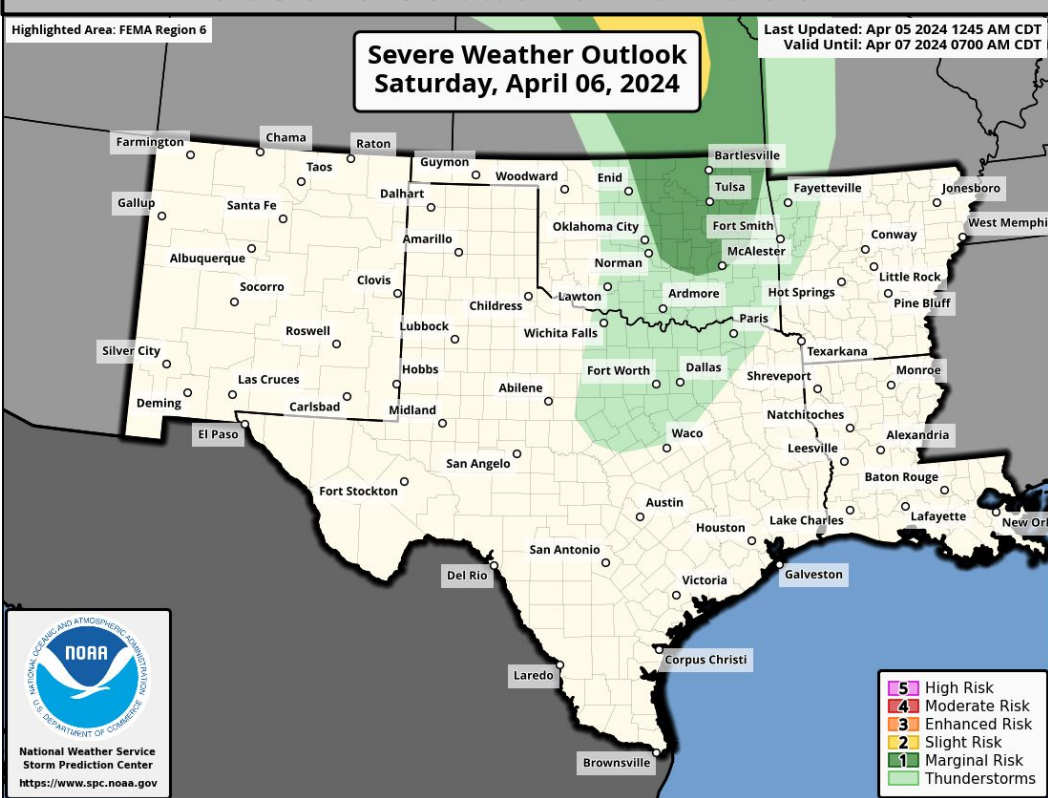 Highlighted Area: FEMA Region 6
Last Updated: Apr 05 2024 1245 AM CDT
Valid Until: Apr 07 2024 0700 AM CDT
Severe Weather Outlook
Saturday, April 06, 2024
Farmington
Chama
Raton
Taos
Gallup
Santa Fe
Albuquerque
Socorro
Clovis
Roswell
Silver City
Las Cruces
Hobbs
Deming
Carlsbad
Guymon
Woodward
Enid
Bartlesville
Tulsa
Dalhart
Oklahoma City
Fort Smith
Fayetteville
Jonesboro
West Memphi
Amarillo
Norman
McAlester
Conway
Little Rock
Hot Springs
Pine Bluff
Childress
Lawton
Ardmore
Lubbock
Wichita Falls
Paris
Texarkana
Fort Worth
Dallas
Shreveport
Monroe
Abilene
Midland
Natchitoches
El Paso
Waco
Leesville
Alexandria
San Angelo
Baton Rouge
Fort Stockton
Austin
Houston
Lake Charles
Lafayette
New Orl
San Antonio
Del Rio
Galveston
Victoria
Corpus Christi
Laredo
Brownsville
NATIONAL OCEANIC AND ATMOSPHERIC ADMINISTRATION
NOAA
U.S. DEPARTMENT OF COMMERCE
National Weather Service
Storm Prediction Center
https://www.spc.noaa.gov
5 High Risk
4 Moderate Risk
3 Enhanced Risk
2 Slight Risk
1 Marginal Risk
Thunderstorms